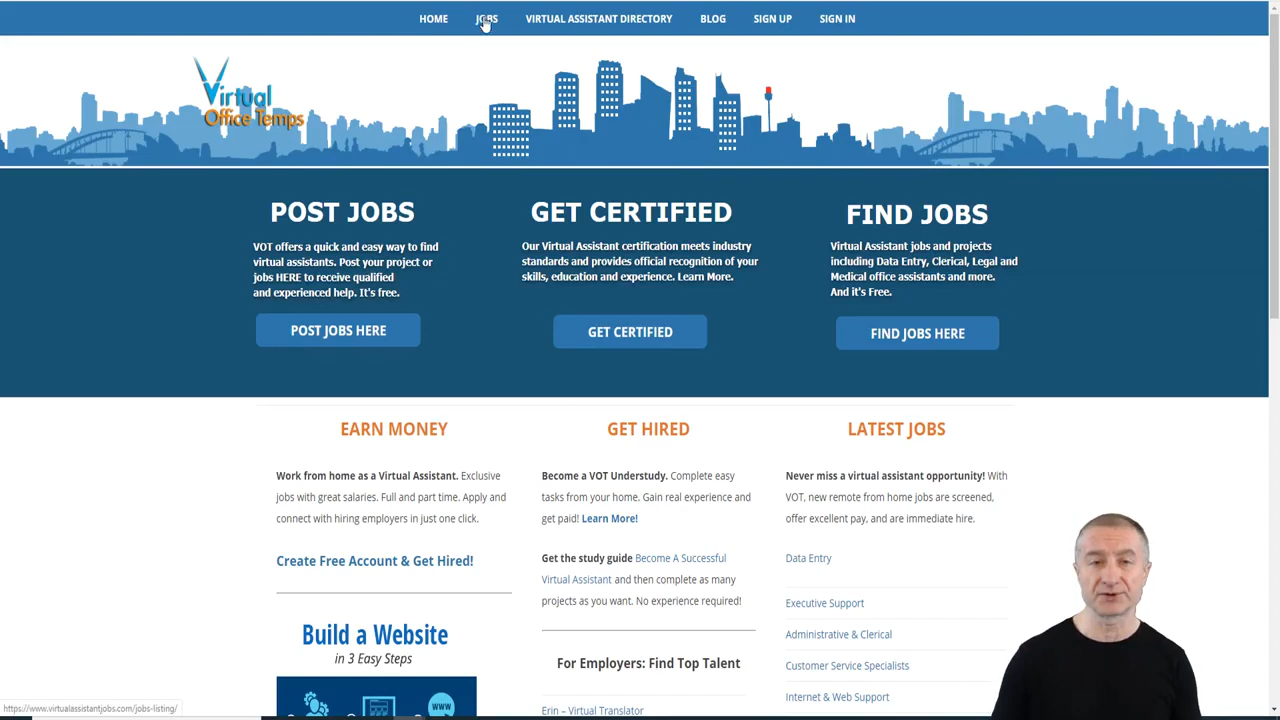 HOME JOBS VIRTUAL ASSISTANT DIRECTORY BLOG SIGN UP SIGN IN
Virtual
Office Temps
POST JOBS
VOT offers a quick and easy way to find
virtual assistants. Post your project or
jobs HERE to receive qualified
and experienced help. It's free.
POST JOBS HERE
GET CERTIFIED
Our Virtual Assistant certification meets industry
standards and provides official recognition of your
skills, education and experience. Learn More.
GET CERTIFIED
FIND JOBS
Virtual Assistant jobs and projects
including Data Entry, Clerical, Legal and
Medical office assistants and more.
And it's Free.
FIND JOBS HERE
EARN MONEY
Work from home as a Virtual Assistant. Exclusive
jobs with great salaries. Full and part time. Apply and
connect with hiring employers in just one click.
Create Free Account & Get Hired!
Build a Website
in 3 Easy Steps
WWW
GET HIRED
Become a VOT Understudy. Complete easy
tasks from your home. Gain real experience and
get paid! Learn More!
Get the study guide Become A Successful
Virtual Assistant and then complete as many
projects as you want. No experience required!
For Employers: Find Top Talent
Erin – Virtual Translator
LATEST JOBS
Never miss a virtual assistant opportunity! With
VOT, new remote from home jobs are screened,
offer excellent pay, and are immediate hire.
Data Entry
Executive Support
Administrative & Clerical
Customer Service Specialists
Internet & Web Support
https://www.virtualassistantjobs.com/jobs-listing/